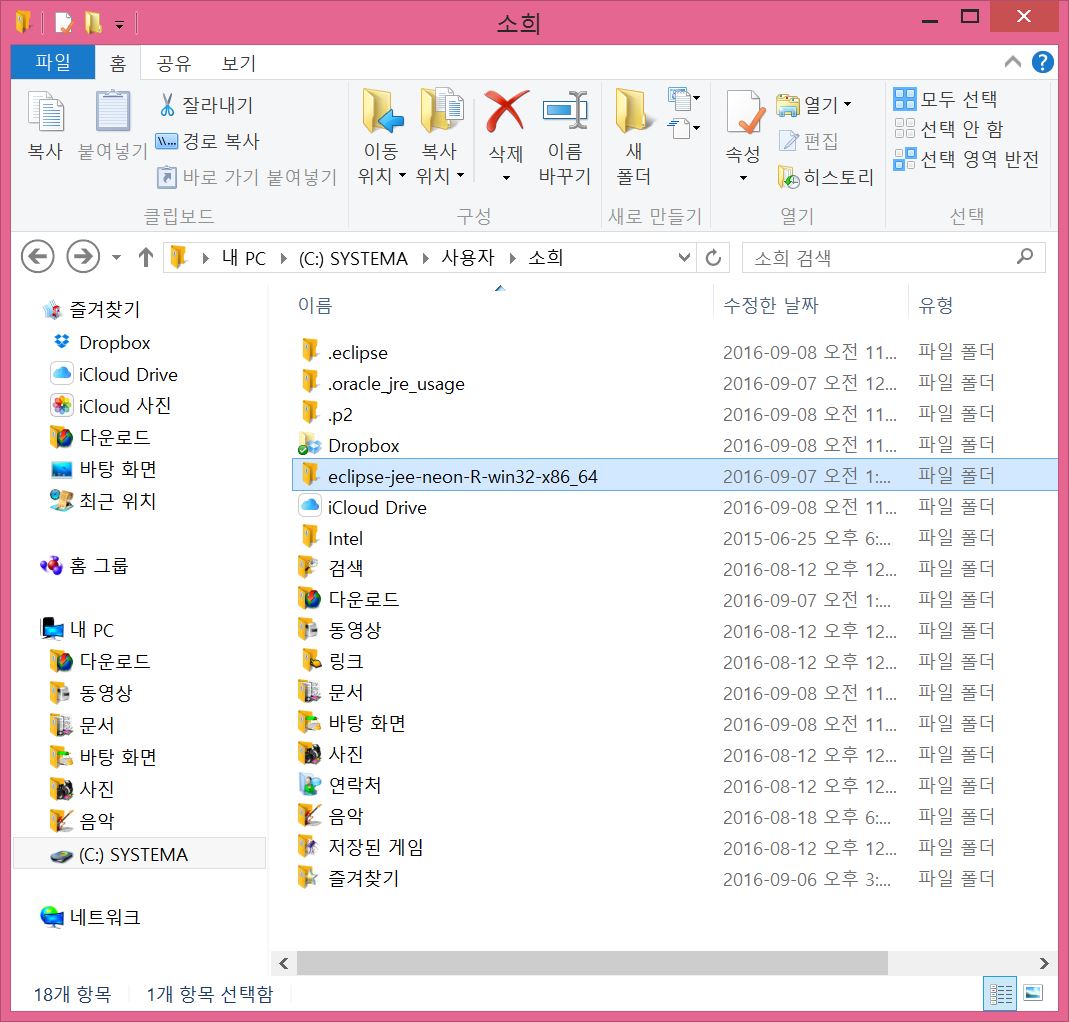 소희
파일 홈 공유 보기
복사
붙여넣기
잘라내기
경로 복사
바로 가기 붙여넣기
클립보드
이동 위치
복사 위치
삭제
이름 바꾸기
구성
새 폴더
새로 만들기
속성
열기
편집
히스토리
열기
모두 선택
선택 안 함
선택 영역 반전
선택
내 PC (C:) SYSTEMA 사용자 소희
소희 검색
즐겨찾기
Dropbox
iCloud Drive
iCloud 사진
다운로드
바탕 화면
최근 위치
홈 그룹
내 PC
다운로드
동영상
문서
바탕 화면
사진
음악
(C:) SYSTEMA
네트워크
이름 수정한 날짜 유형
.eclipse 2016-09-08 오전 11... 파일 폴더
.oracle_jre_usage 2016-09-07 오전 12... 파일 폴더
.p2 2016-09-08 오전 11... 파일 폴더
Dropbox 2016-09-08 오전 11... 파일 폴더
eclipse-jee-neon-R-win32-x86_64 2016-09-07 오전 1:... 파일 폴더
iCloud Drive 2016-09-08 오전 11... 파일 폴더
Intel 2015-06-25 오후 6:... 파일 폴더
검색 2016-08-12 오후 12... 파일 폴더
다운로드 2016-09-07 오전 1:... 파일 폴더
동영상 2016-08-12 오후 12... 파일 폴더
링크 2016-08-12 오후 12... 파일 폴더
문서 2016-09-08 오전 11... 파일 폴더
바탕 화면 2016-09-08 오전 11... 파일 폴더
사진 2016-08-12 오후 12... 파일 폴더
연락처 2016-08-12 오후 12... 파일 폴더
음악 2016-08-18 오후 6:... 파일 폴더
저장된 게임 2016-08-12 오후 12... 파일 폴더
즐겨찾기 2016-09-06 오후 3:... 파일 폴더
18개 항목 1개 항목 선택함